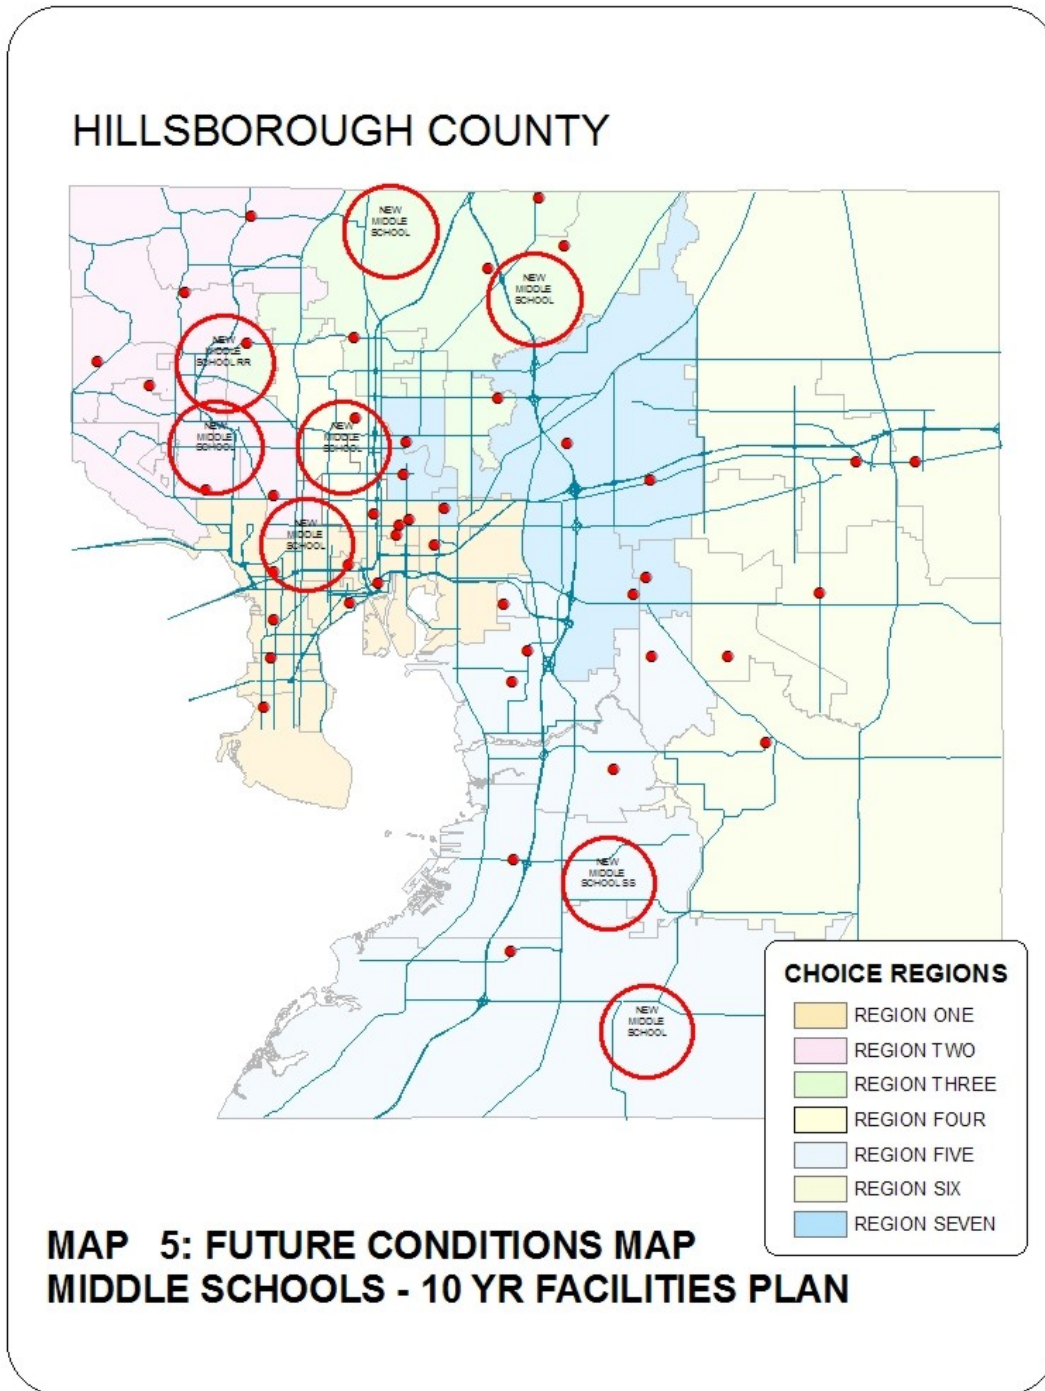 HILLSBOROUGH COUNTY
NEW
MIDDLE
SCHOOL
NEW
MIDDLE
SCHOOL
NEW
MIDDLE
SCHOOL RR
NEW
MIDDLE
SCHOOL
NEW
MIDDLE
SCHOOL
NEW
MIDDLE
SCHOOL
NEW
MIDDLE
SCHOOL SS
NEW
MIDDLE
SCHOOL
CHOICE REGIONS
REGION ONE
REGION TWO
REGION THREE
REGION FOUR
REGION FIVE
REGION SIX
REGION SEVEN
MAP 5: FUTURE CONDITIONS MAP
MIDDLE SCHOOLS - 10 YR FACILITIES PLAN